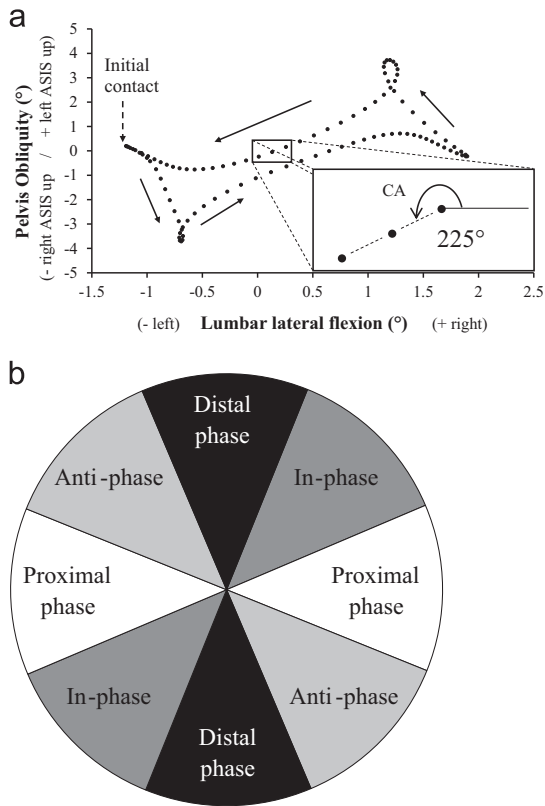 a
Pelvis Obliquity (°)
(- right ASIS up / + left ASIS up)
5
4
3
2
1
0
-1
-2
-3
-4
-5
Initial
contact
CA
225°
-1.5 -1 -0.5 0 0.5 1 1.5 2 2.5
(- left) Lumbar lateral flexion (°) (+ right)
b
Distal
phase
Anti-phase
In-phase
Proximal
phase
Proximal
phase
In-phase
Anti-phase
Distal
phase